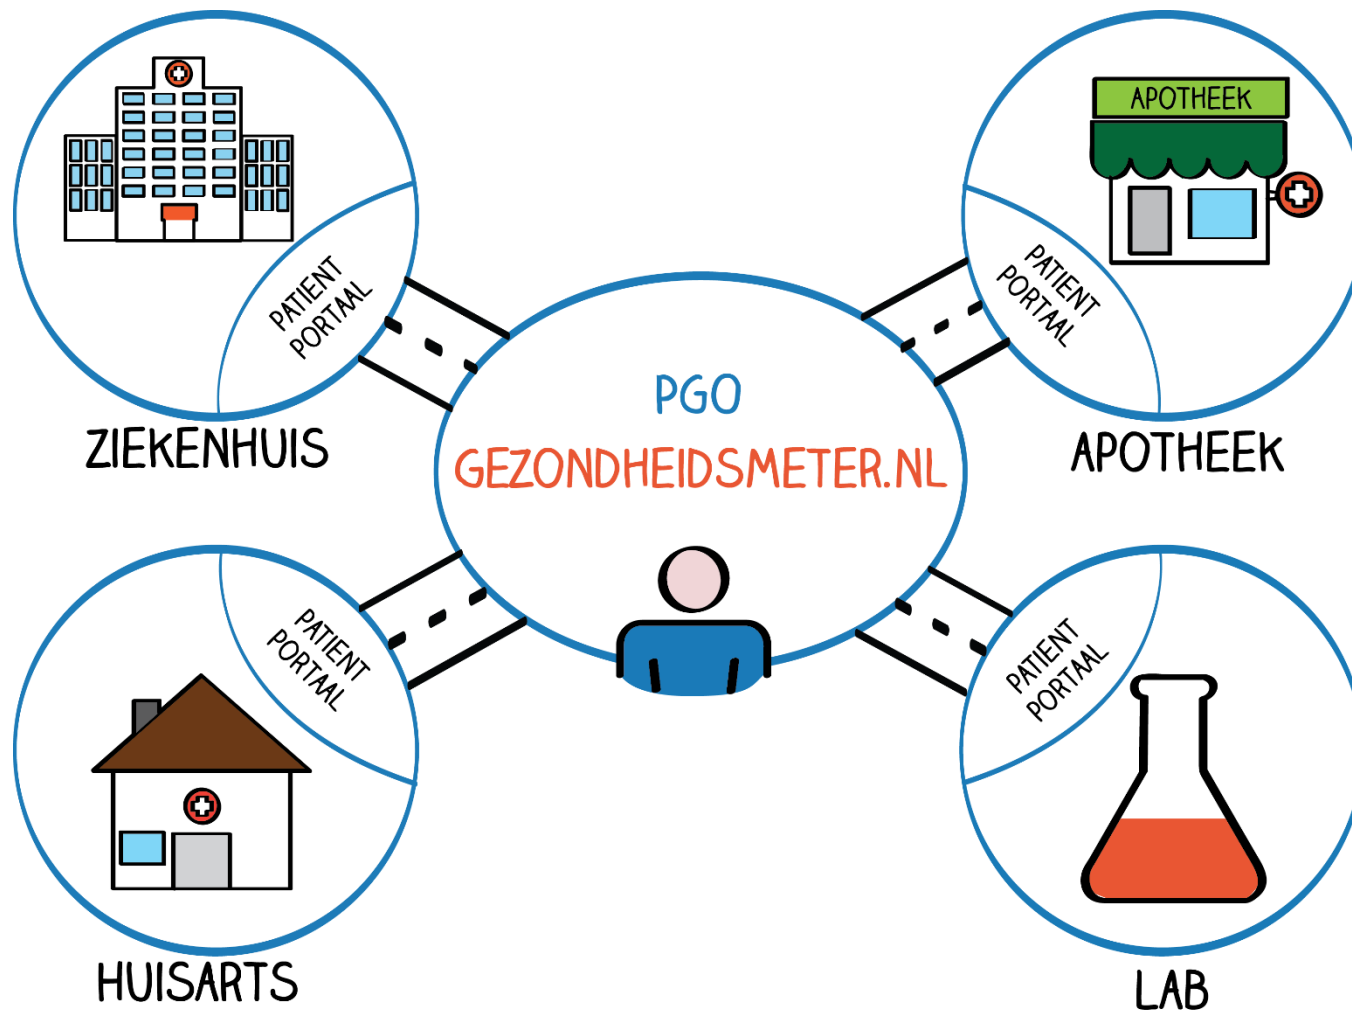 APOTHEEK
PATIENT
PORTAAL
ZIEKENHUIS
PATIENT
PORTAAL
APOTHEEK
PGO
GEZONDHEIDSMETER.NL
PATIENT
PORTAAL
HUISARTS
PATIENT
PORTAAL
LAB